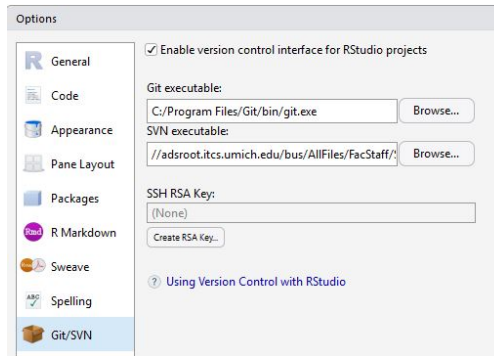 Options
General
Code
Appearance
Pane Layout
Packages
Rmd R Markdown
Sweave
ABC Spelling
Git/SVN
Enable version control interface for RStudio projects
Git executable:
C:/Program Files/Git/bin/git.exe Browse...
SVN executable:
//adsroot.itcs.umich.edu/bus/AllFiles/FacStaff/ Browse...
SSH RSA Key:
(None)
Create RSA Key...
? Using Version Control with RStudio